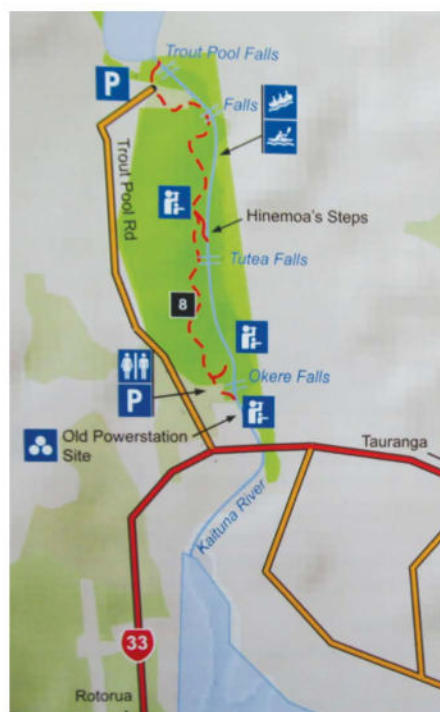 Trout Pool Falls
P
Falls
Trout Pool Rd
Hinemoa's Steps
Tutea Falls
8
Okere Falls
P
Old Powerstation
Site
Tauranga
Kaituna River
33
Rotorua